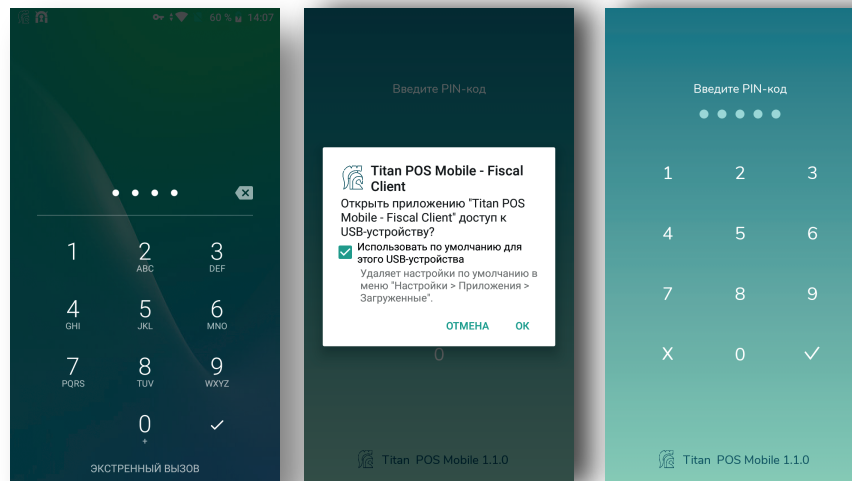 60 % 14:07
1 2 3
ABC DEF
4 5 6
GHI JKL MNO
7 8 9
PQRS TUV WXYZ
0
+
ЭКСТРЕННЫЙ ВЫЗОВ
Введите PIN-код
Titan POS Mobile - Fiscal
Client
Открыть приложению "Titan POS
Mobile - Fiscal Client" доступ к
USB-устройству?
Использовать по умолчанию для
этого USB-устройства
Удаляет настройки по умолчанию в
меню "Настройки > Приложения >
Загруженные".
ОТМЕНА ОК
0
Titan POS Mobile 1.1.0
Введите PIN-код
1 2 3
4 5 6
7 8 9
X 0
Titan POS Mobile 1.1.0